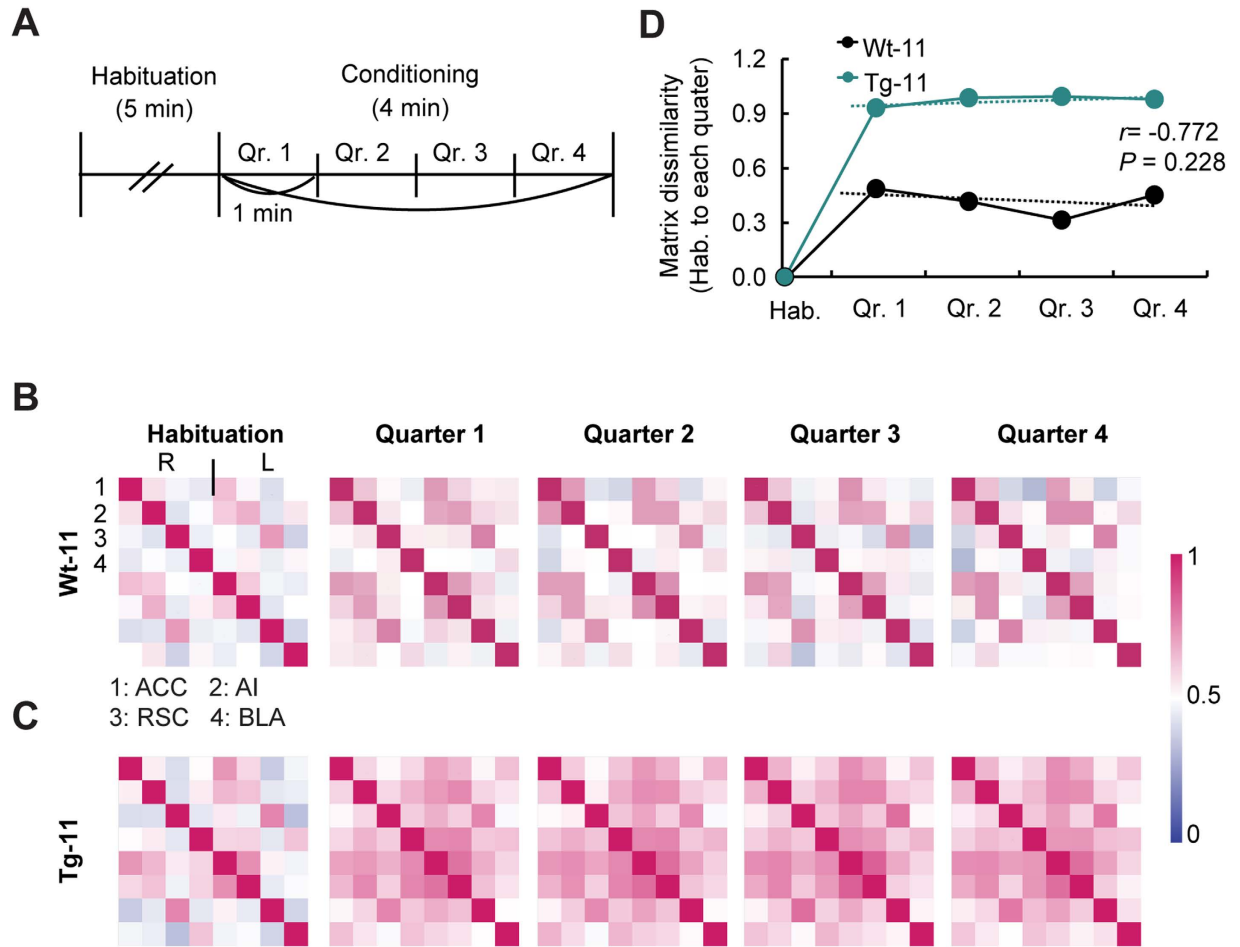 A
Habituation
(5 min)
Conditioning
(4 min)
Qr. 1 Qr. 2 Qr. 3 Qr. 4
1 min
D
Wt-11
Tg-11
Matrix dissimilarity
(Hab. to each quater)
1.2
0.9
0.6
0.3
0.0
r= -0.772
P = 0.228
Hab. Qr. 1 Qr. 2 Qr. 3 Qr. 4
B
Habituation Quarter 1 Quarter 2 Quarter 3 Quarter 4
R L
Wt-11
1
2
3
4
1: ACC 2: AI
3: RSC 4: BLA
C
Tg-11
1
0.5
0